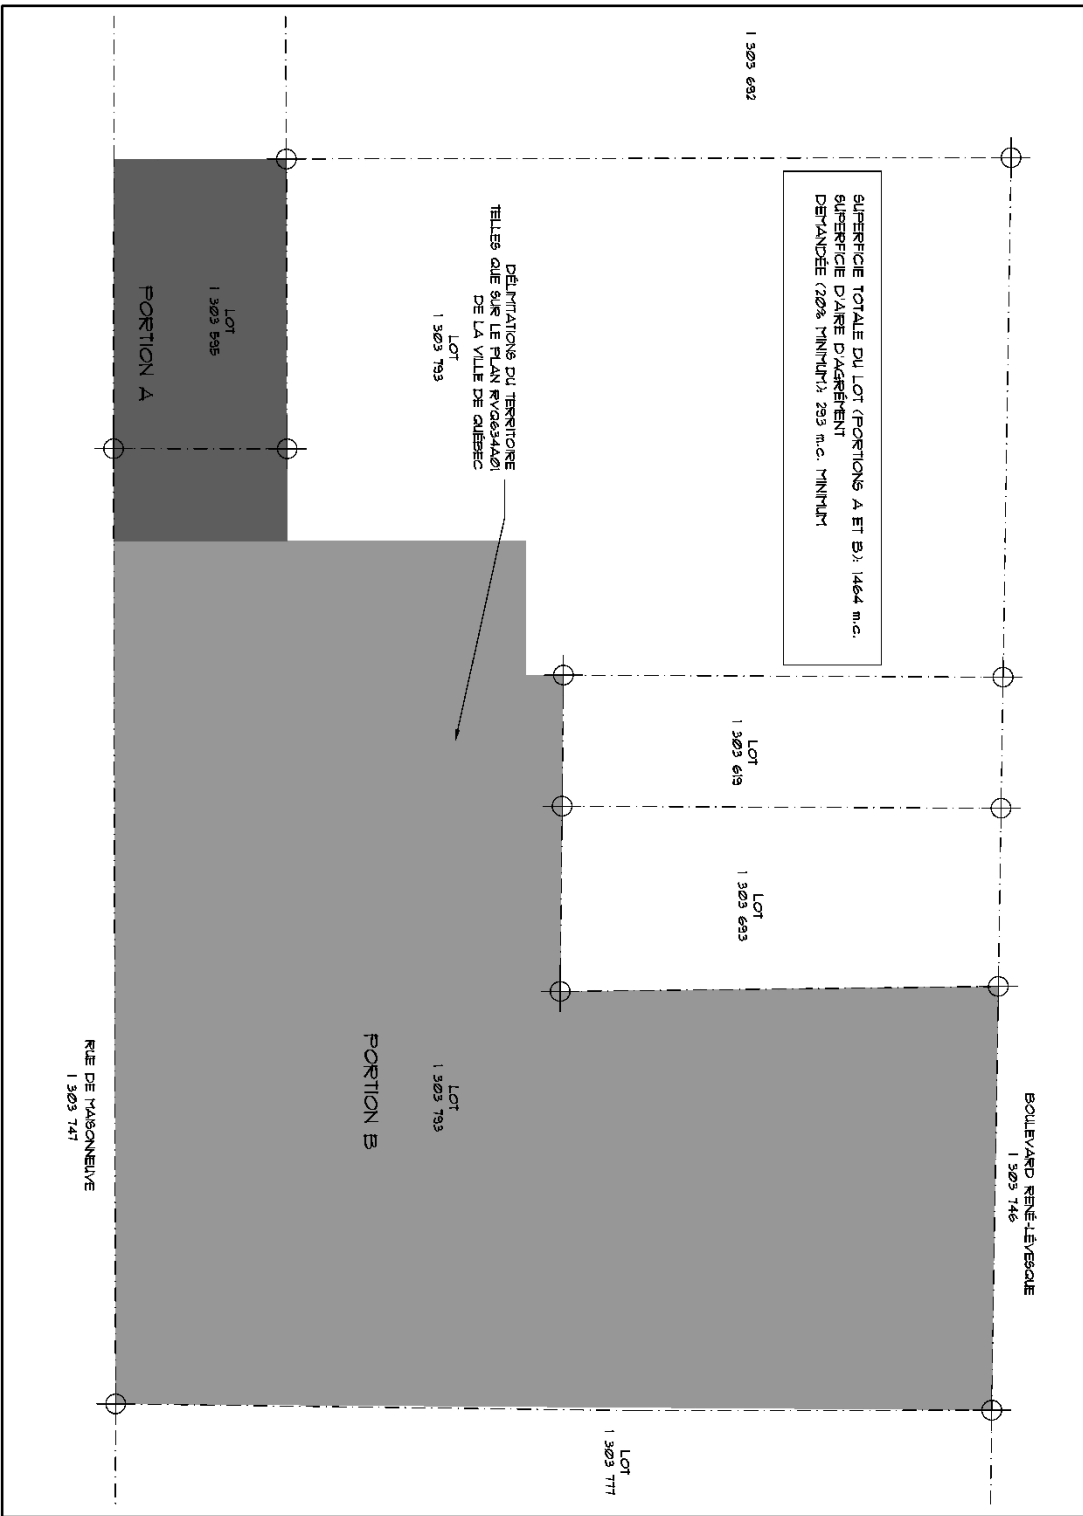 BOULEVARD RENÉ-LÉVESQUE
1 303 746
1 303 692
SUPERFICIE TOTALE DU LOT (PORTIONS A ET B): 1464 m.c.
SUPERFICIE D'AIRE D'AGRÉMENT
DEMANDÉE (20% MINIMUM): 293 m.c. MINIMUM
LOT
1 303 619
LOT
1 303 693
LOT
1 303 777
DÉLIMITATIONS DU TERRITOIRE
TELLES QUE SUR LE PLAN RVQ634A01
DE LA VILLE DE QUÉBEC
LOT
1 303 793
LOT
1 303 793
PORTION B
LOT
1 303 595
PORTION A
RUE DE MAISONNEUVE
1 303 747